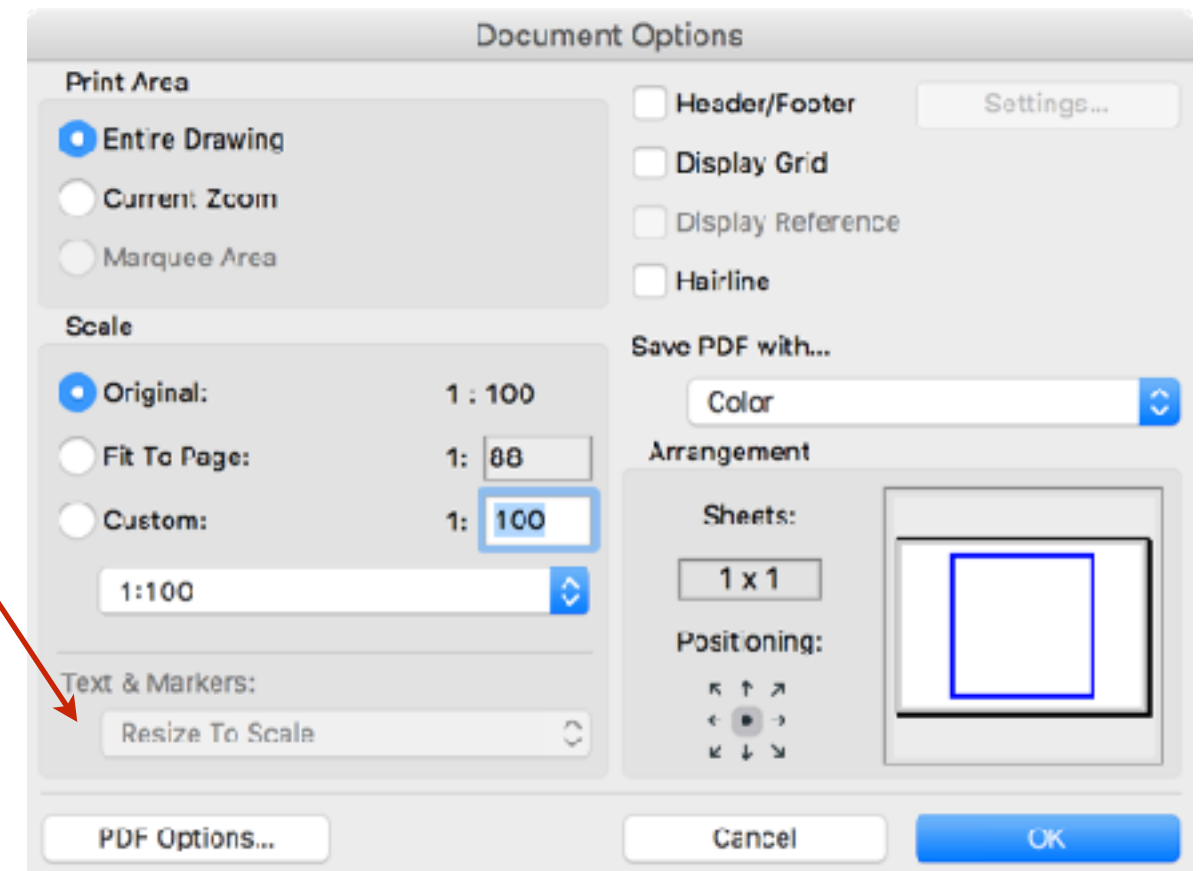 Document Options
Print Area
Entire Drawing
Current Zoom
Marquee Area
Scale
Original: 1 : 100
Fit To Page: 1: 88
Custom: 1: 100
1:100
Text & Markers:
Resize To Scale
PDF Options...
Header/Footer Settings...
Display Grid
Display Reference
Hairline
Save PDF with...
Color
Arrangement
Sheets:
1 x 1
Positioning:
Cancel OK